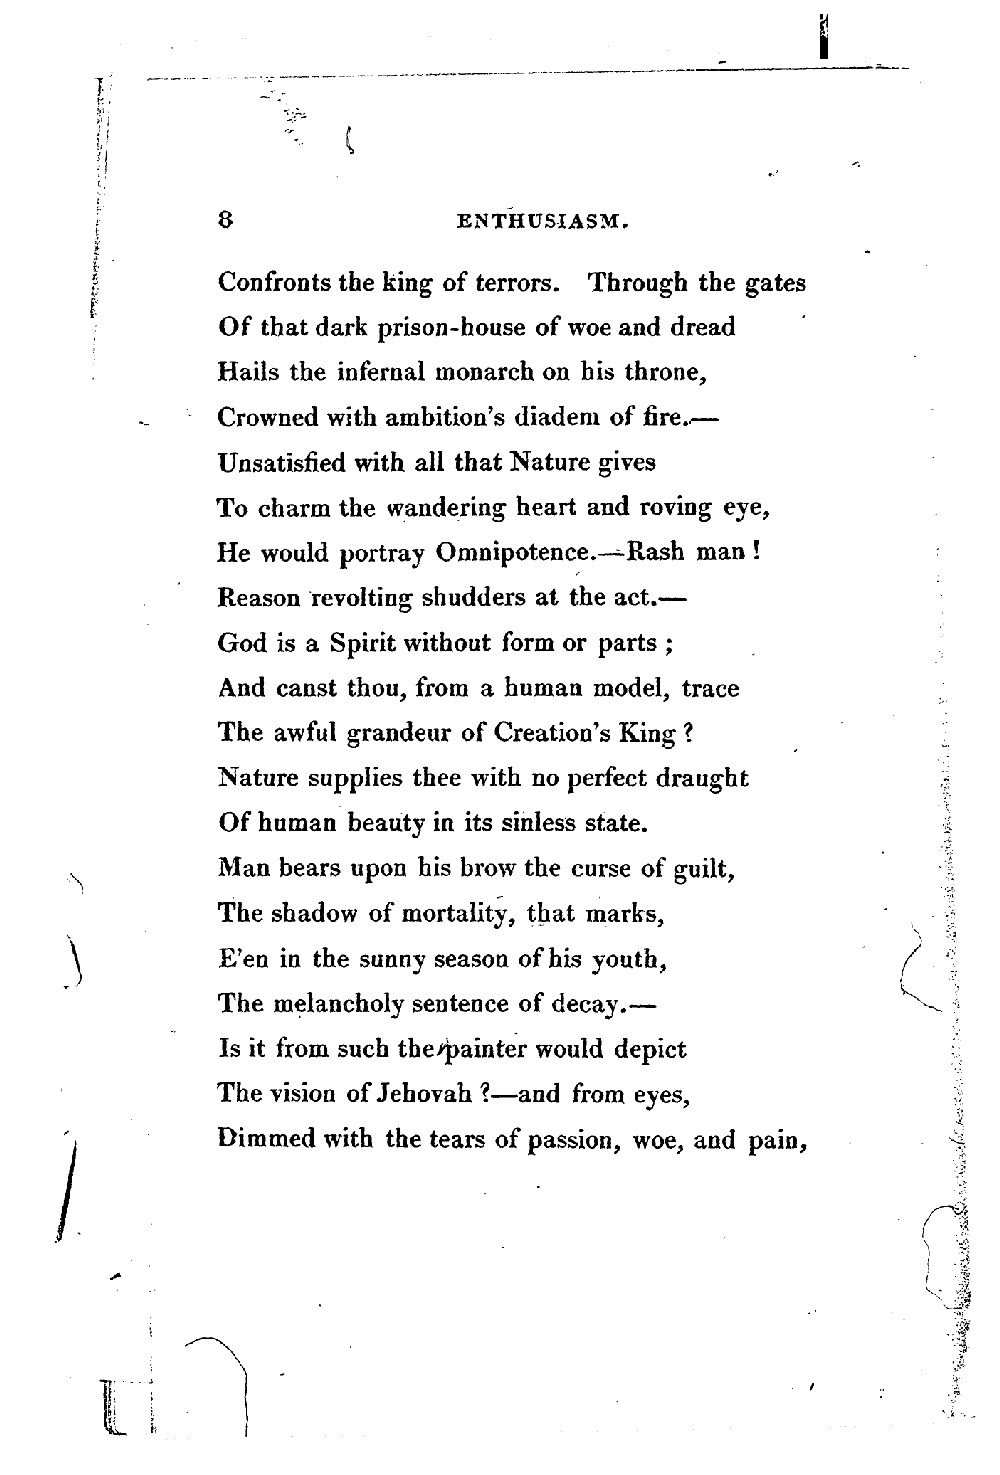 8 ENTHUSIASM.
Confronts the king of terrors. Through the gates
Of that dark prison-house of woe and dread
Hails the infernal monarch on his throne,
Crowned with ambition's diadem of fire.—
Unsatisfied with all that Nature gives
To charm the wandering heart and roving eye,
He would portray Omnipotence.—Rash man !
Reason revolting shudders at the act.—
God is a Spirit without form or parts ;
And canst thou, from a human model, trace
The awful grandeur of Creation's King ?
Nature supplies thee with no perfect draught
Of human beauty in its sinless state.
Man bears upon his brow the curse of guilt,
The shadow of mortality, that marks,
E'en in the sunny season of his youth,
The melancholy sentence of decay.—
Is it from such the painter would depict
The vision of Jehovah ?—and from eyes,
Dimmed with the tears of passion, woe, and pain,